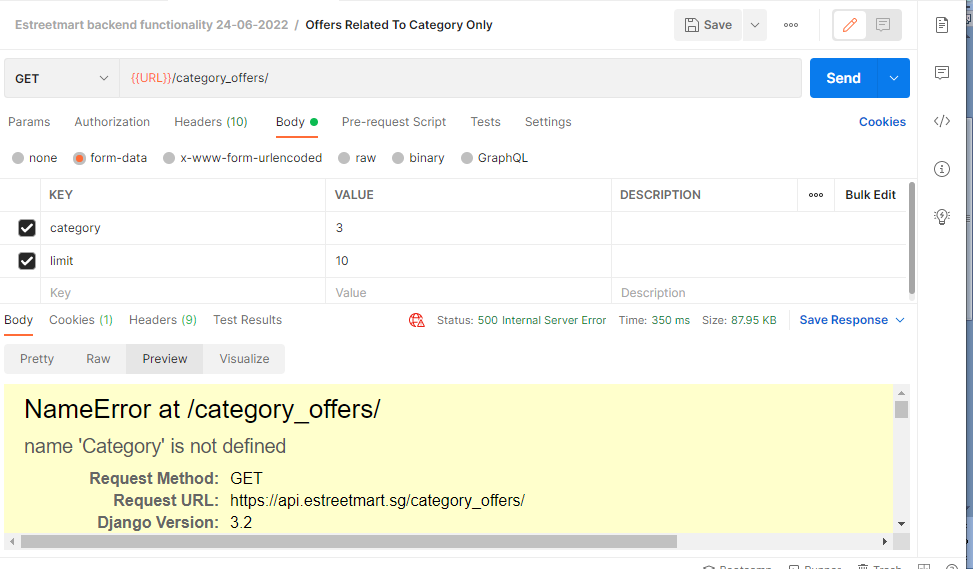 Estreetmart backend functionality 24-06-2022 / Offers Related To Category Only
Save
GET
{{URL}}/category_offers/
Send
Params Authorization Headers (10) Body Pre-request Script Tests Settings Cookies
none form-data x-www-form-urlencoded raw binary GraphQL
KEY VALUE DESCRIPTION Bulk Edit
category 3
limit 10
Key Value Description
Body Cookies (1) Headers (9) Test Results Status: 500 Internal Server Error Time: 350 ms Size: 87.95 KB Save Response
Pretty Raw Preview Visualize
NameError at /category_offers/
name 'Category' is not defined
Request Method: GET
Request URL: https://api.estreetmart.sg/category_offers/
Django Version: 3.2
Bootcamp Runner Trash